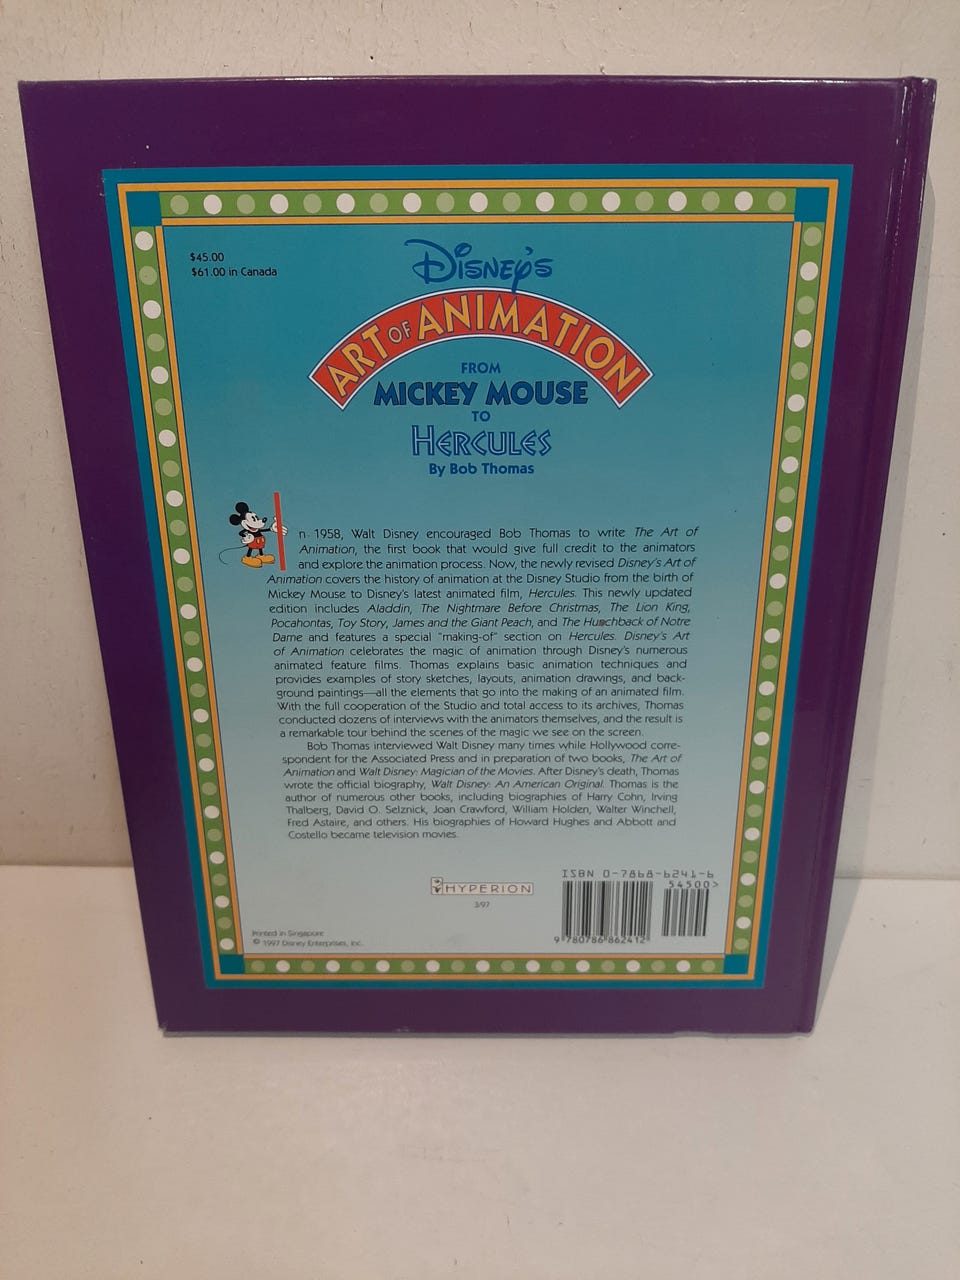 $45.00
$61.00 in Canada
DISNEY'S
ART OF ANIMATION
FROM
MICKEY MOUSE
TO
HERCULES
By Bob Thomas
In 1958, Walt Disney encouraged Bob Thomas to write The Art of
Animation, the first book that would give full credit to the animators
and explore the animation process. Now, the newly revised Disney's Art of
Animation covers the history of animation at the Disney Studio from the birth of
Mickey Mouse to Disney's latest animated film, Hercules. This newly updated
edition includes Aladdin, The Nightmare Before Christmas, The Lion King,
Pocahontas, Toy Story, James and the Giant Peach, and The Hunchback of Notre
Dame and features a special "making-of" section on Hercules. Disney's Art
of Animation celebrates the magic of animation through Disney's numerous
animated feature films. Thomas explains basic animation techniques and
provides examples of story sketches, layouts, animation drawings, and back-
ground paintings—all the elements that go into the making of an animated film.
With the full cooperation of the Studio and total access to its archives, Thomas
conducted dozens of interviews with the animators themselves, and the result is
a remarkable tour behind the scenes of the magic we see on the screen.
Bob Thomas interviewed Walt Disney many times while Hollywood corre-
spondent for the Associated Press and in preparation of two books, The Art of
Animation and Walt Disney: Magician of the Movies. After Disney's death, Thomas
wrote the official biography, Walt Disney: An American Original. Thomas is the
author of numerous other books, including biographies of Harry Cohn, Irving
Thalberg, David O. Selznick, Joan Crawford, William Holden, Walter Winchell,
Fred Astaire, and others. His biographies of Howard Hughes and Abbott and
Costello became television movies.
HYPERION
3/97
ISBN 0-7868-6241-6
54500>
9 780786 862412
Printed in Singapore
© 1997 Disney Enterprises, Inc.